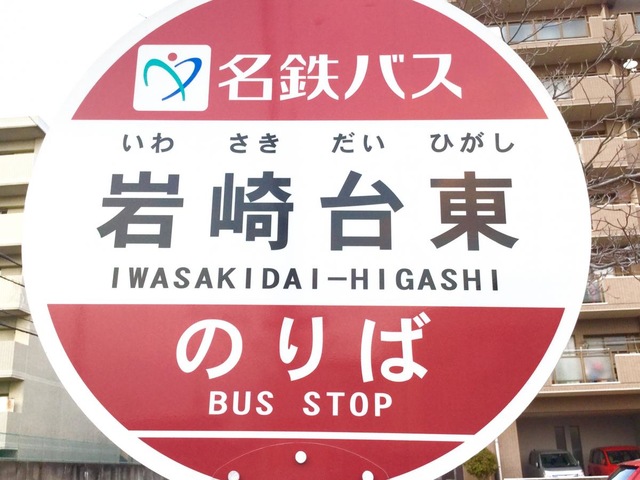 名鉄バス
いわ さき だい ひがし
岩崎台東
IWASAKIDAI-HIGASHI
のりば
BUS STOP